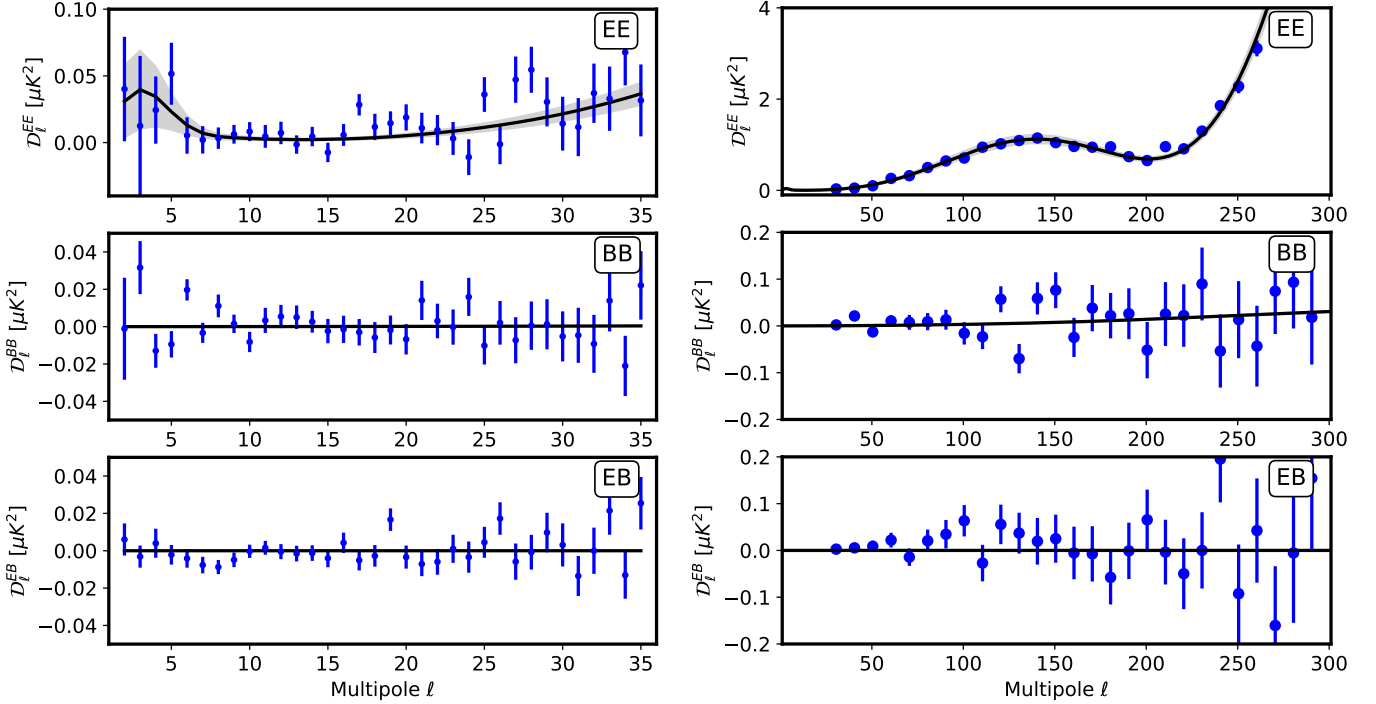 0.10
0.05
0.00
𝒟ℓ^EE [μK²]
EE
5 10 15 20 25 30 35
4
2
0
𝒟ℓ^EE [μK²]
EE
50 100 150 200 250 300
0.04
0.02
0.00
−0.02
−0.04
𝒟ℓ^BB [μK²]
BB
5 10 15 20 25 30 35
0.2
0.1
0.0
−0.1
−0.2
𝒟ℓ^BB [μK²]
BB
50 100 150 200 250 300
0.04
0.02
0.00
−0.02
−0.04
𝒟ℓ^EB [μK²]
EB
5 10 15 20 25 30 35
Multipole ℓ
0.2
0.1
0.0
−0.1
−0.2
𝒟ℓ^EB [μK²]
EB
50 100 150 200 250 300
Multipole ℓ